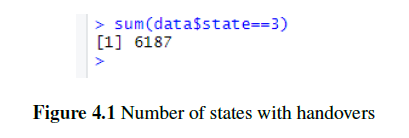 > sum(data$state==3)
[1] 6187
>
Figure 4.1 Number of states with handovers